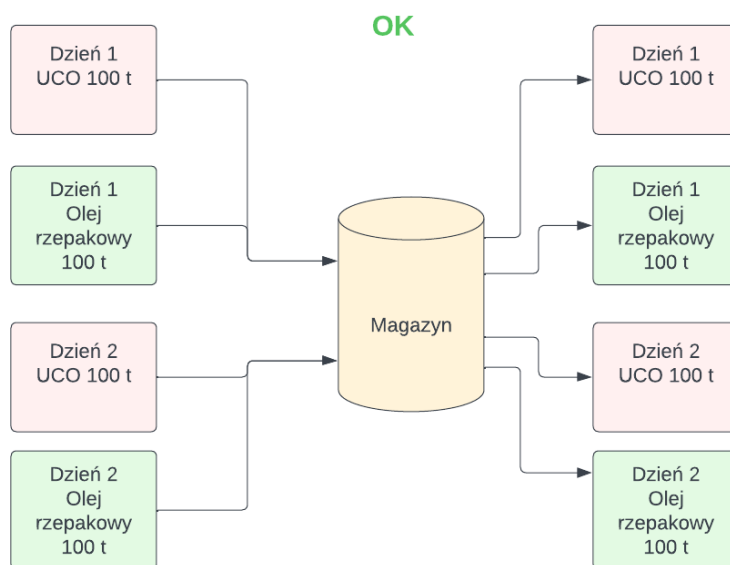 OK
Dzień 1
UCO 100 t
Dzień 1
Olej
rzepakowy
100 t
Dzień 2
UCO 100 t
Dzień 2
Olej
rzepakowy
100 t
Magazyn
Dzień 1
UCO 100 t
Dzień 1
Olej
rzepakowy
100 t
Dzień 2
UCO 100 t
Dzień 2
Olej
rzepakowy
100 t